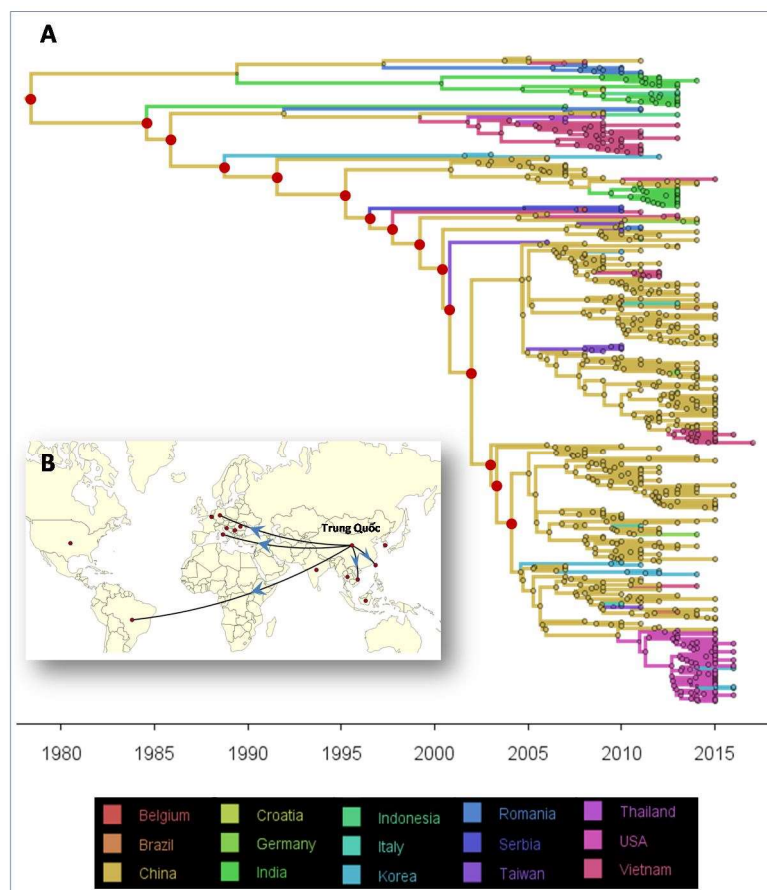 A
B
Trung Quốc
1980 1985 1990 1995 2000 2005 2010 2015
Belgium Croatia Indonesia Romania Thailand
Brazil Germany Italy Serbia USA
China India Korea Taiwan Vietnam